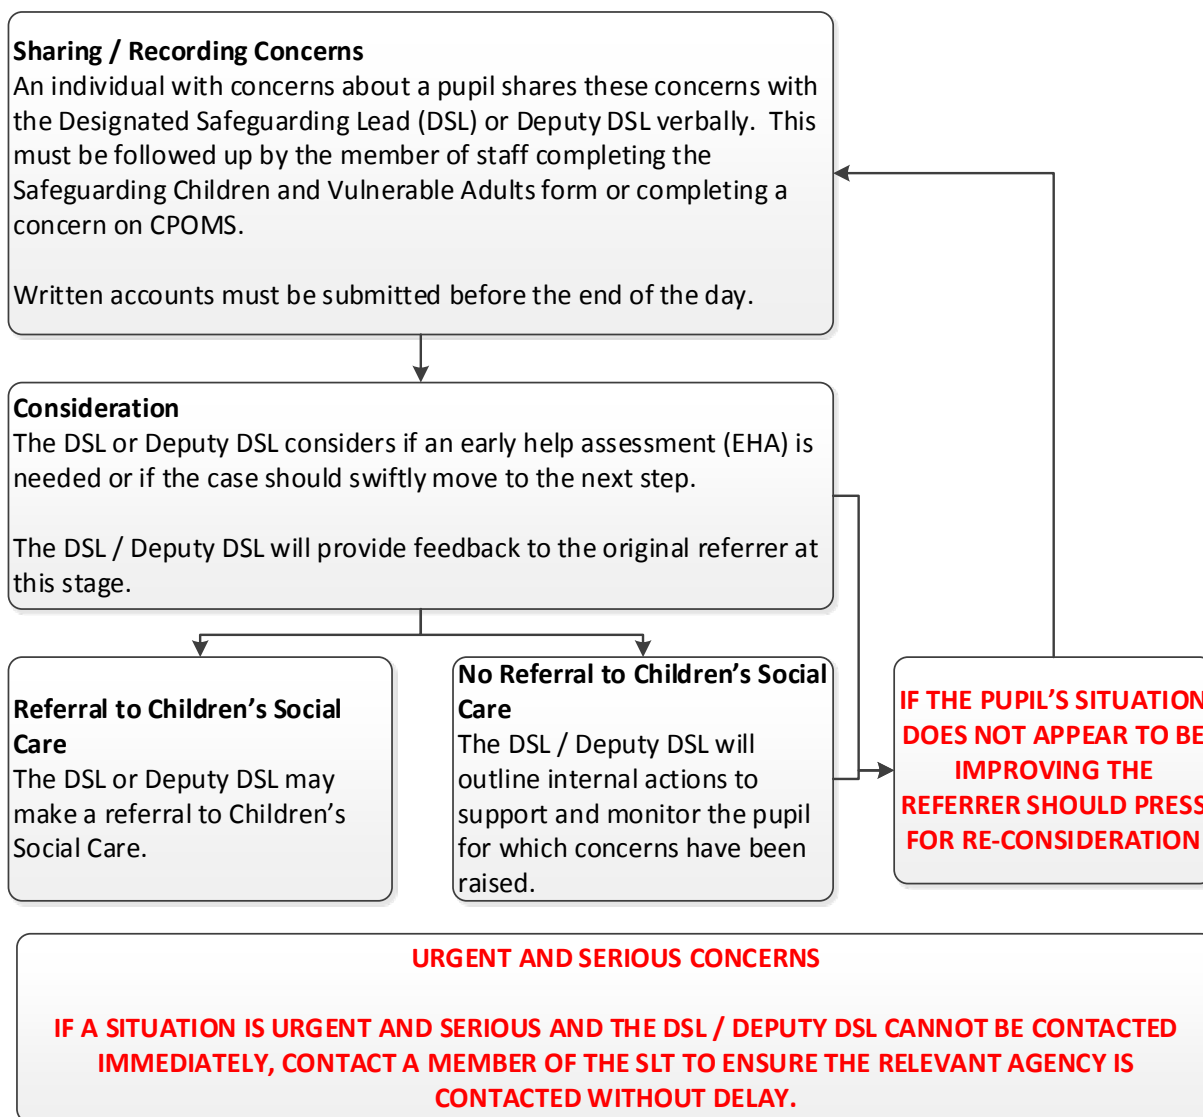 Sharing / Recording Concerns
An individual with concerns about a pupil shares these concerns with
the Designated Safeguarding Lead (DSL) or Deputy DSL verbally.  This
must be followed up by the member of staff completing the
Safeguarding Children and Vulnerable Adults form or completing a
concern on CPOMS.
Written accounts must be submitted before the end of the day.
Consideration
The DSL or Deputy DSL considers if an early help assessment (EHA) is
needed or if the case should swiftly move to the next step.
The DSL / Deputy DSL will provide feedback to the original referrer at
this stage.
Referral to Children’s Social
Care
The DSL or Deputy DSL may
make a referral to Children’s
Social Care.
No Referral to Children’s Social
Care
The DSL / Deputy DSL will
outline internal actions to
support and monitor the pupil
for which concerns have been
raised.
IF THE PUPIL’S SITUATION
DOES NOT APPEAR TO BE
IMPROVING THE
REFERRER SHOULD PRESS
FOR RE-CONSIDERATION
URGENT AND SERIOUS CONCERNS
IF A SITUATION IS URGENT AND SERIOUS AND THE DSL / DEPUTY DSL CANNOT BE CONTACTED
IMMEDIATELY, CONTACT A MEMBER OF THE SLT TO ENSURE THE RELEVANT AGENCY IS
CONTACTED WITHOUT DELAY.